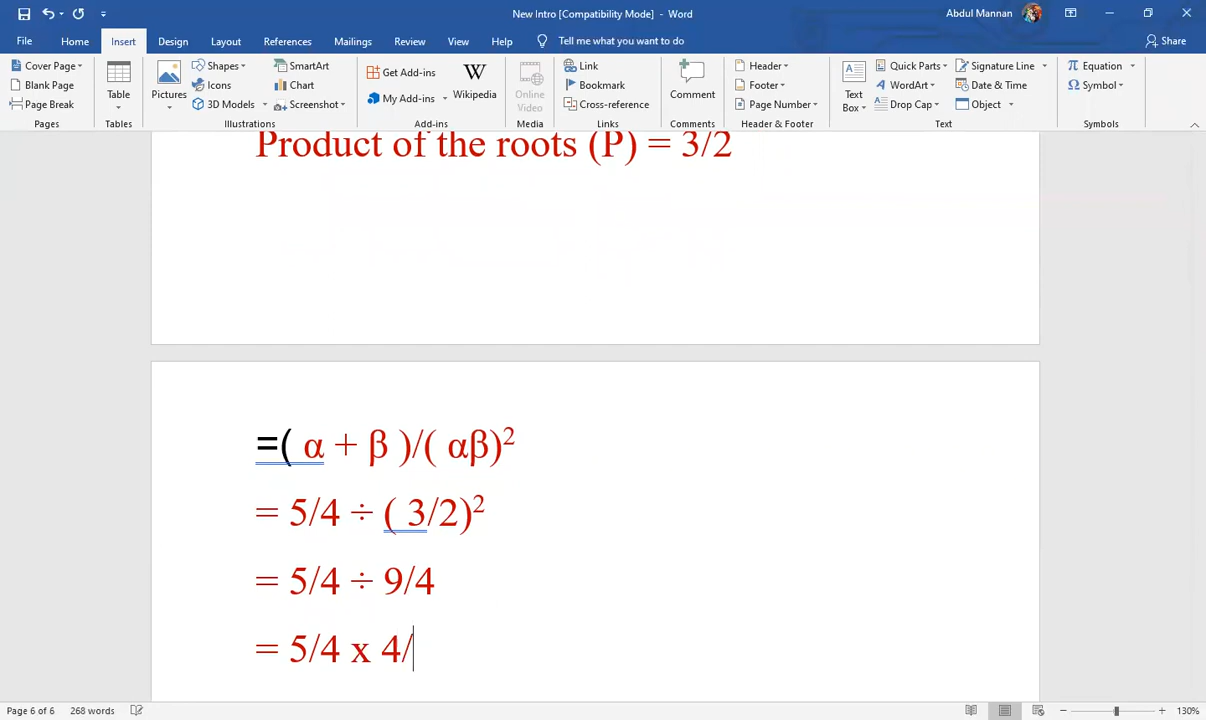 New Intro [Compatibility Mode] - Word
Abdul Mannan
File Home Insert Design Layout References Mailings Review View Help Tell me what you want to do Share
Cover Page
Blank Page
Page Break
Pages
Table
Tables
Pictures
Shapes
Icons
3D Models
SmartArt
Chart
Screenshot
Illustrations
Get Add-ins
My Add-ins
Wikipedia
Add-ins
Online
Video
Media
Link
Bookmark
Cross-reference
Links
Comment
Comments
Header
Footer
Page Number
Header & Footer
Text
Box
Quick Parts
WordArt
Drop Cap
Signature Line
Date & Time
Object
Text
Equation
Symbol
Symbols
Product of the roots (P) = 3/2
=( α + β )/( αβ)²
= 5/4 ÷ ( 3/2)²
= 5/4 ÷ 9/4
= 5/4 x 4/
Page 6 of 6 268 words 130%